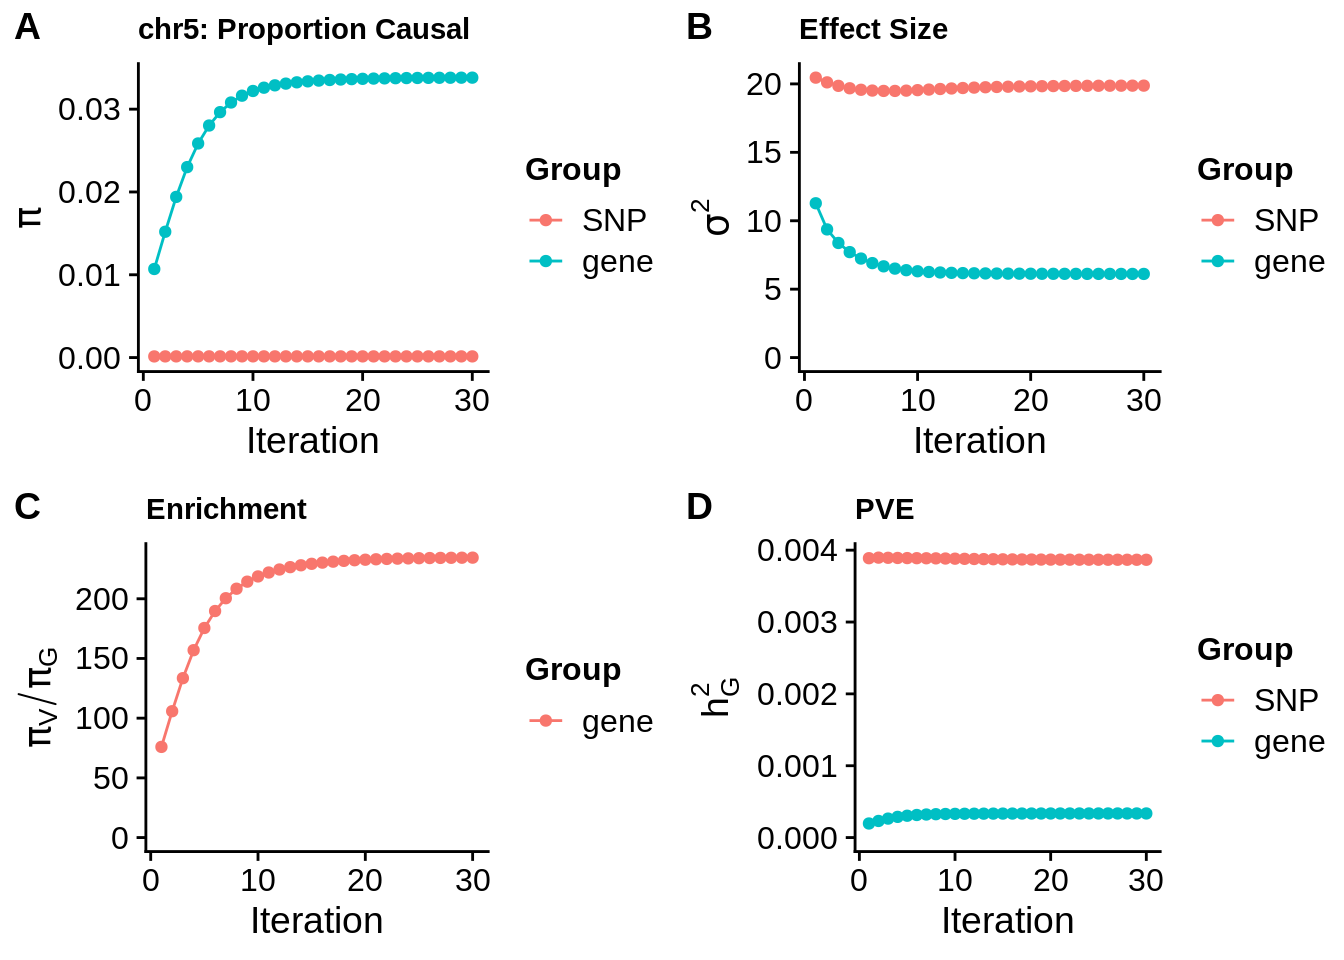 A
chr5: Proportion Causal
0.03
0.02
0.01
0.00
π
0 10 20 30
Iteration
Group
SNP
gene
B
Effect Size
20
15
10
5
0
σ²
0 10 20 30
Iteration
Group
SNP
gene
C
Enrichment
200
150
100
50
0
π_V/π_G
0 10 20 30
Iteration
Group
gene
D
PVE
0.004
0.003
0.002
0.001
0.000
h²_G
0 10 20 30
Iteration
Group
SNP
gene